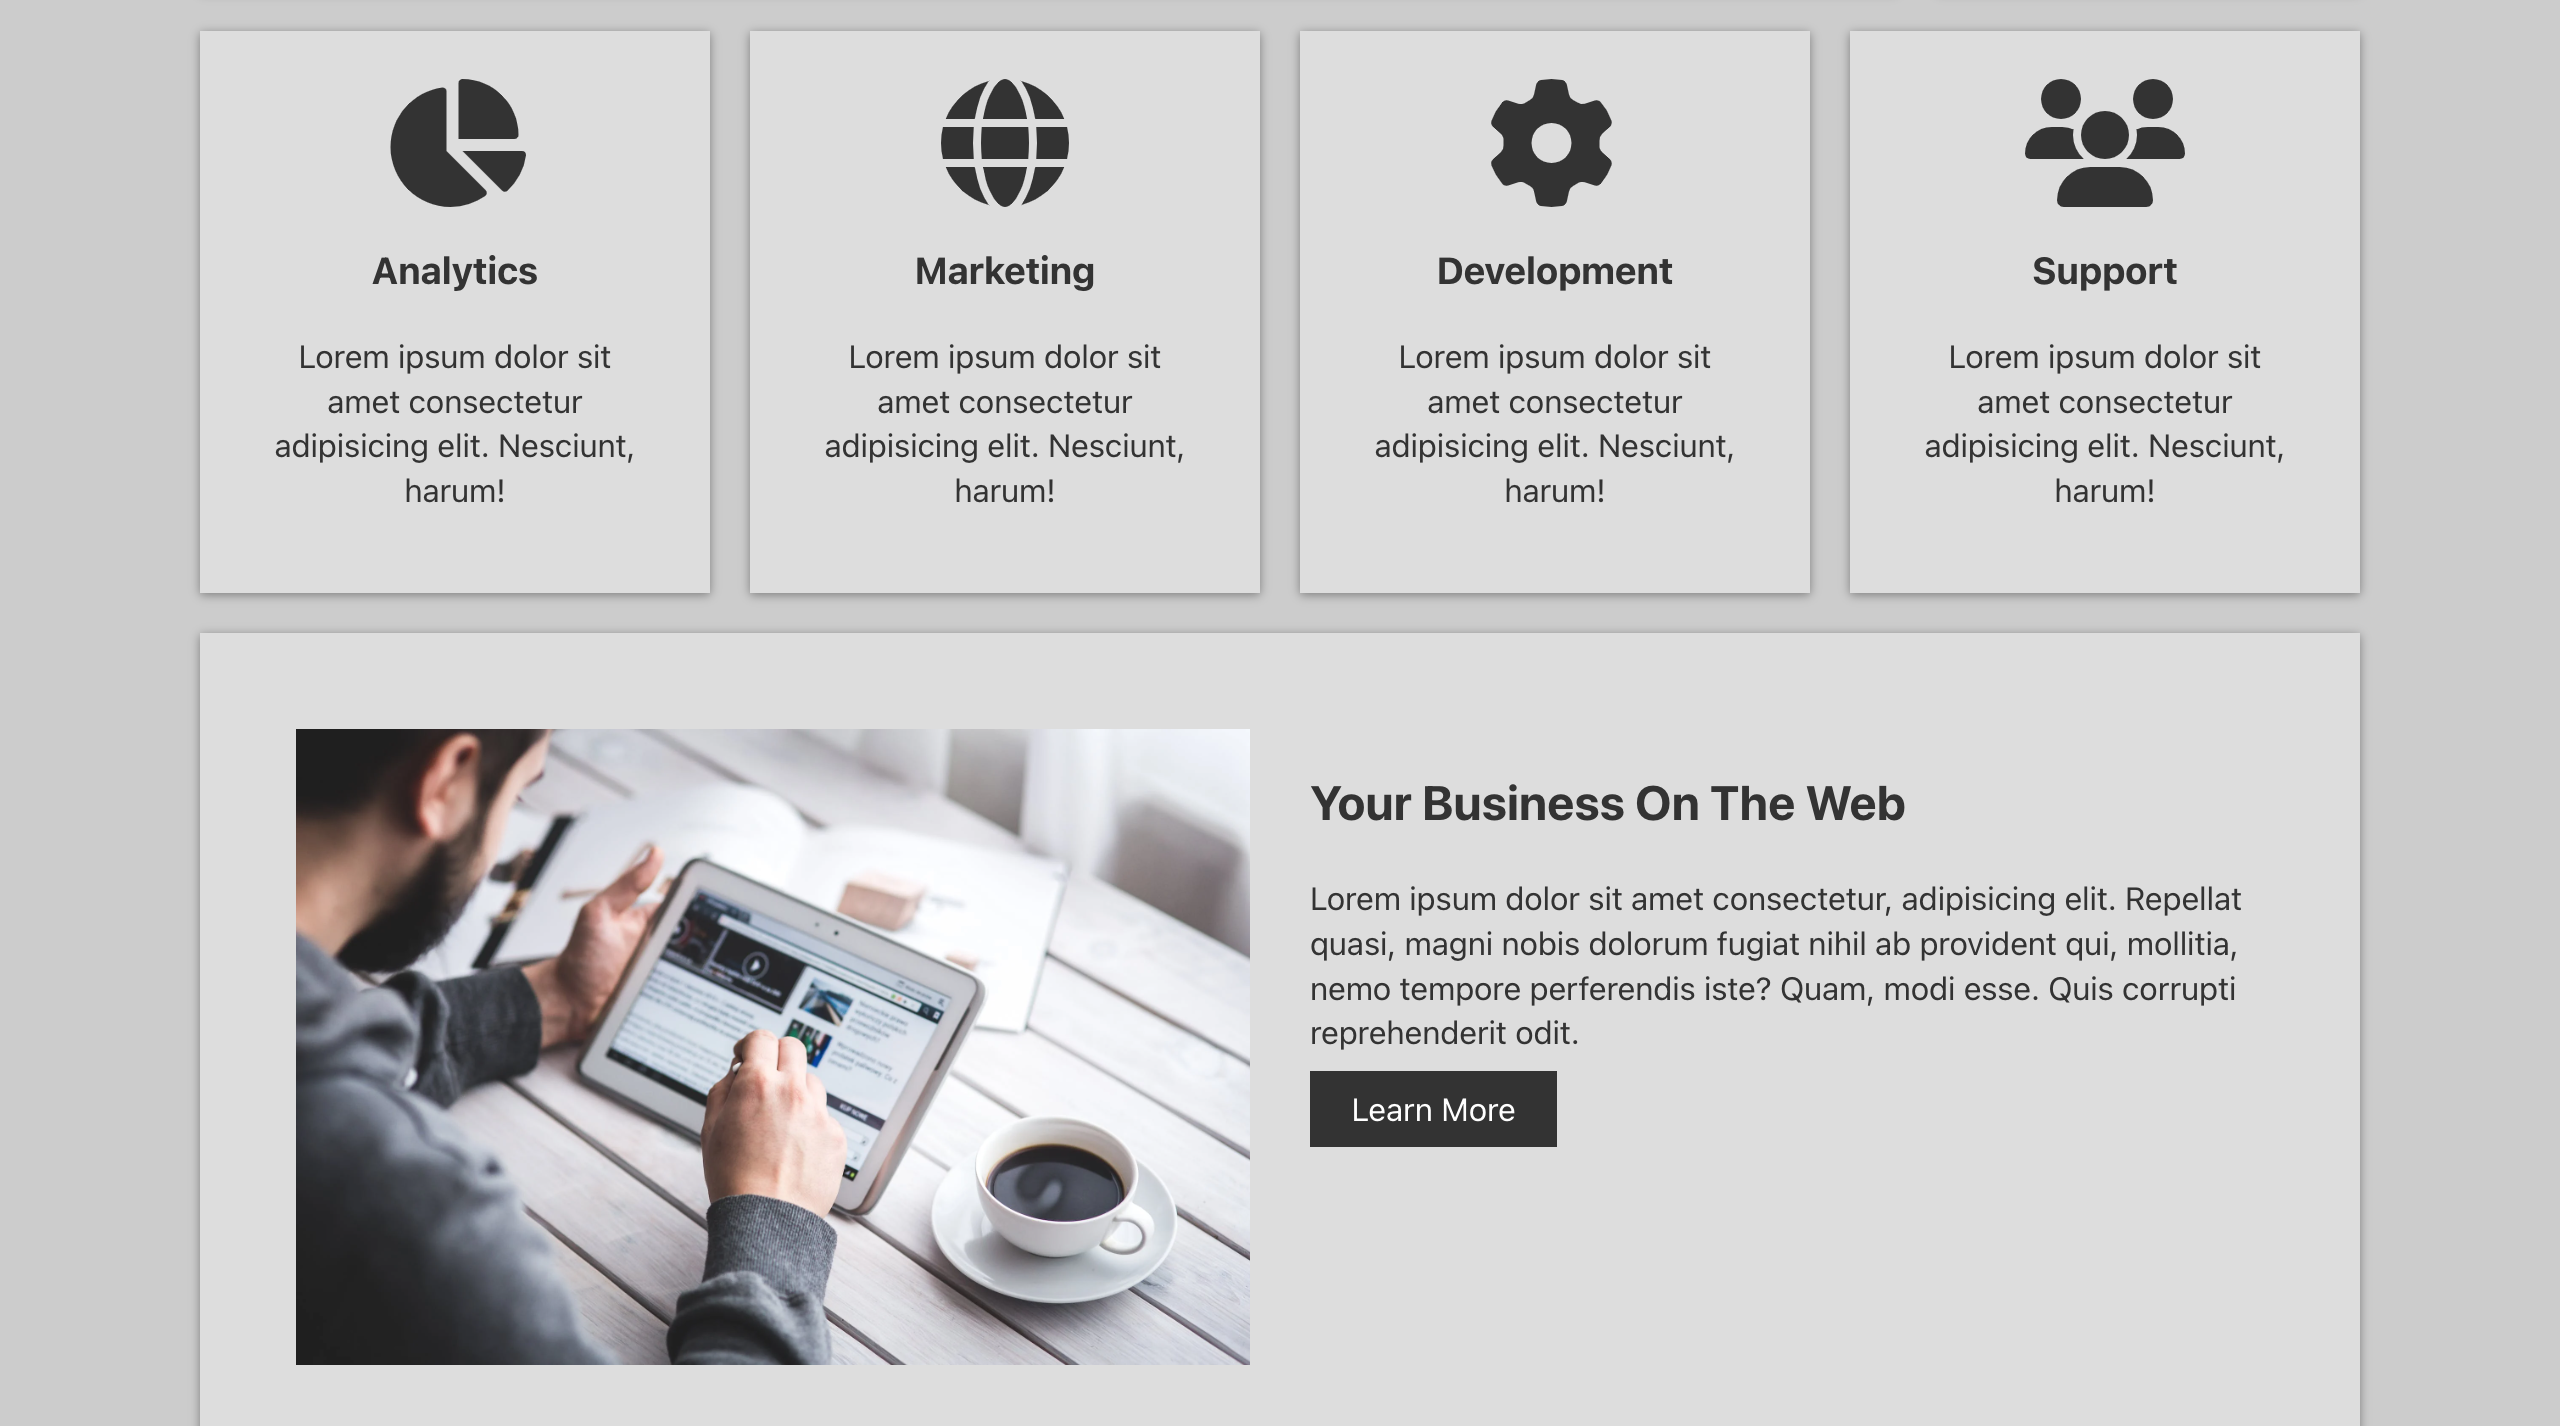 Analytics
Lorem ipsum dolor sit
amet consectetur
adipisicing elit. Nesciunt,
harum!
Marketing
Lorem ipsum dolor sit
amet consectetur
adipisicing elit. Nesciunt,
harum!
Development
Lorem ipsum dolor sit
amet consectetur
adipisicing elit. Nesciunt,
harum!
Support
Lorem ipsum dolor sit
amet consectetur
adipisicing elit. Nesciunt,
harum!
Your Business On The Web
Lorem ipsum dolor sit amet consectetur, adipisicing elit. Repellat
quasi, magni nobis dolorum fugiat nihil ab provident qui, mollitia,
nemo tempore perferendis iste? Quam, modi esse. Quis corrupti
reprehenderit odit.
Learn More